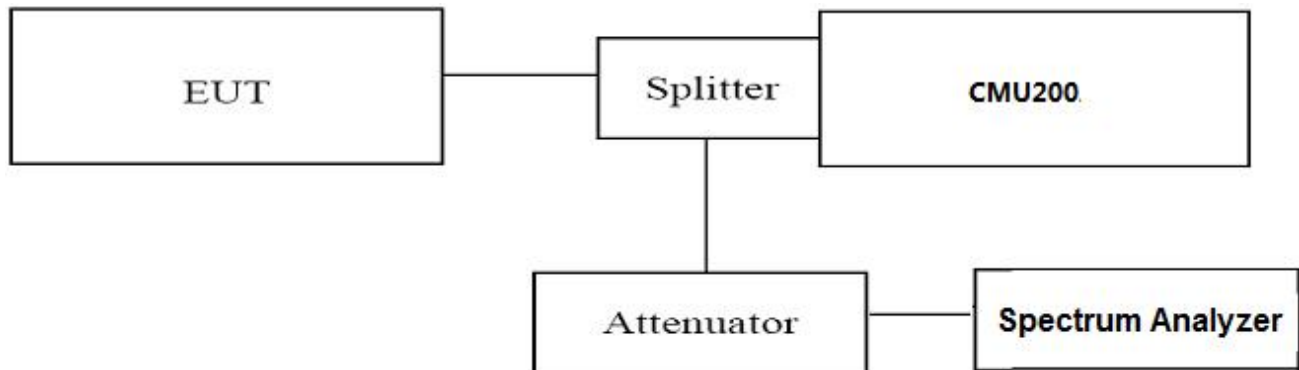 EUT
Splitter
CMU200.
Attenuator
Spectrum Analyzer